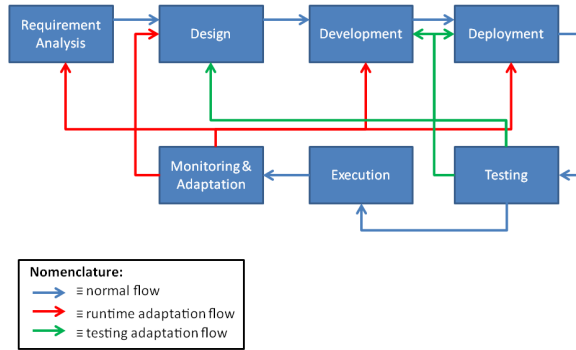 Requirement
Analysis
Design
Development
Deployment
Monitoring &
Adaptation
Execution
Testing
Nomenclature:
≡ normal flow
≡ runtime adaptation flow
≡ testing adaptation flow